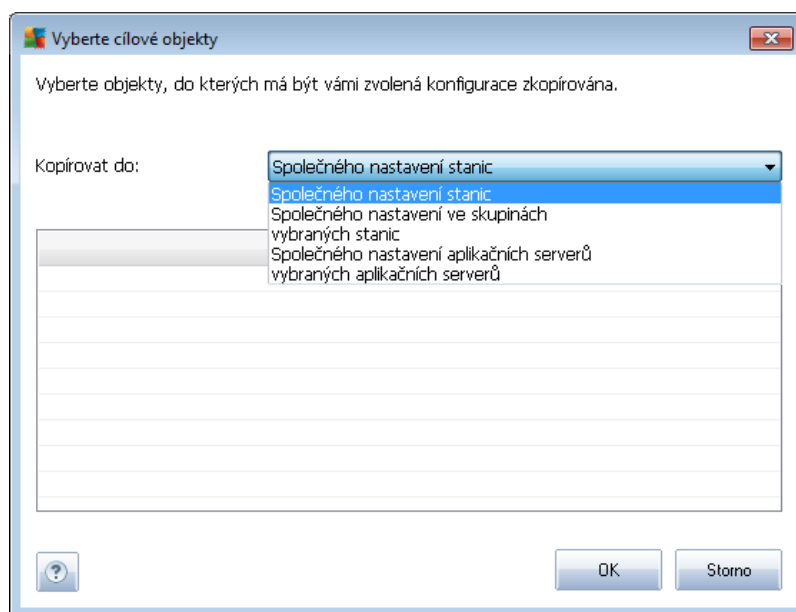 Vyberte cílové objekty
Vyberte objekty, do kterých má být vámi zvolená konfigurace zkopírována.
Kopírovat do:
Společného nastavení stanic
Společného nastavení stanic
Společného nastavení ve skupinách
vybraných stanic
Společného nastavení aplikačních serverů
vybraných aplikačních serverů
?
OK
Storno